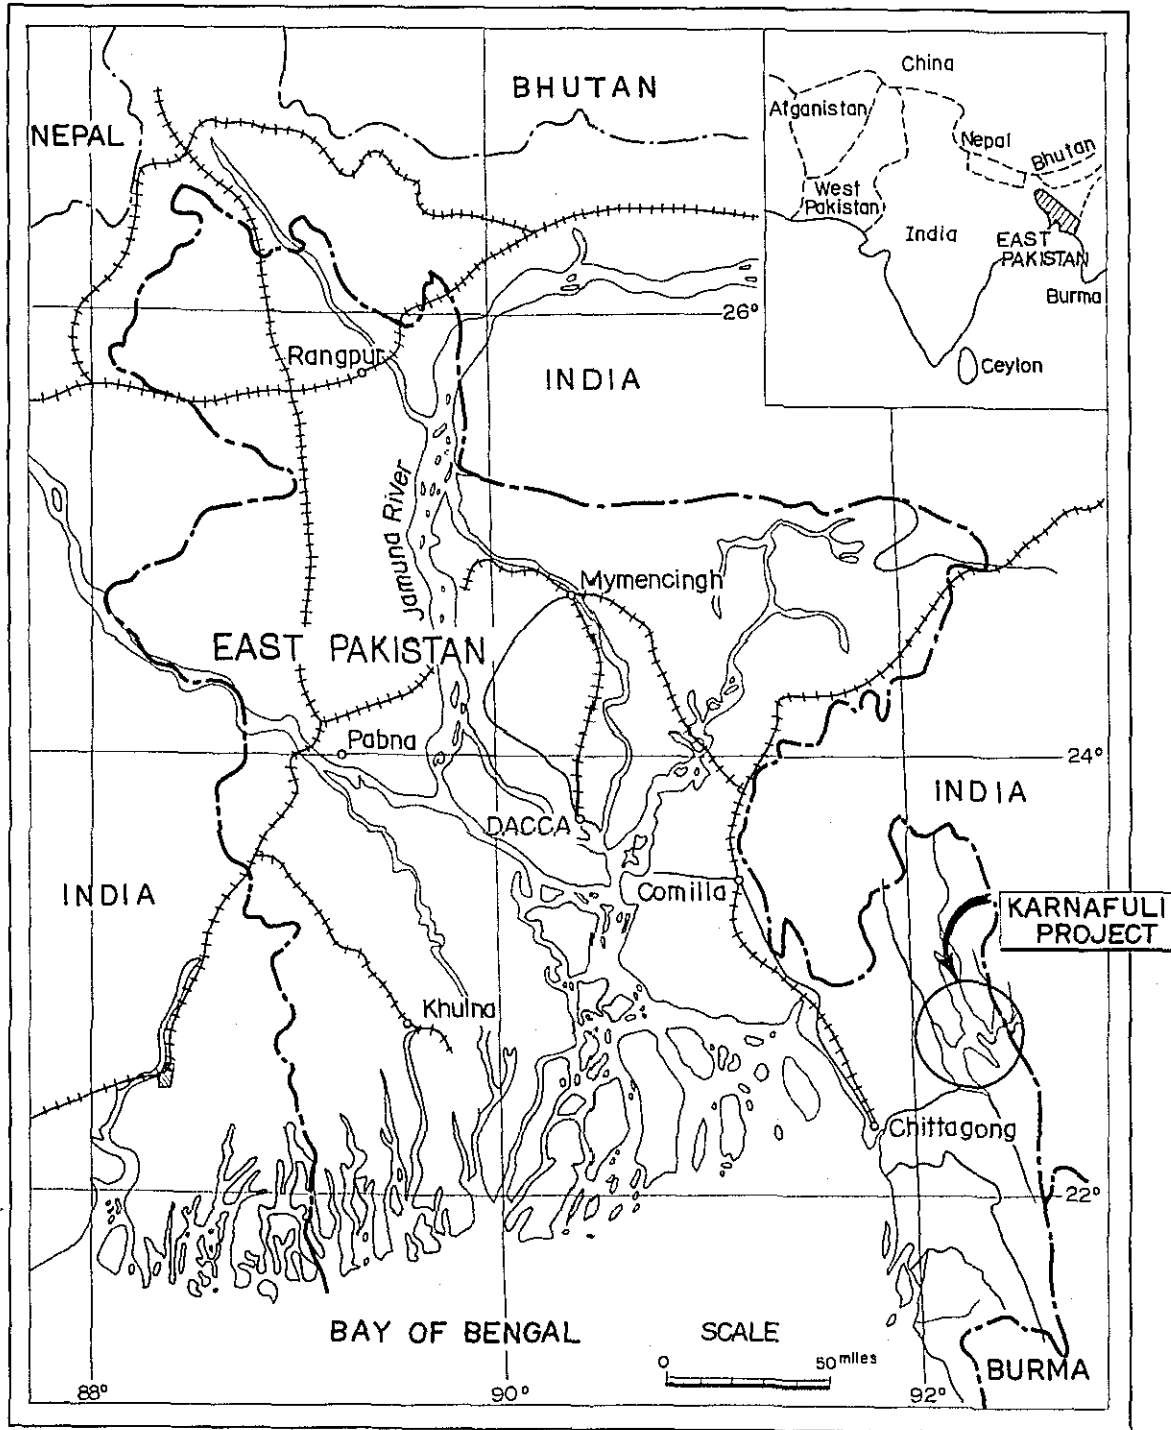 BHUTAN
NEPAL
China
Afganistan
Nepal
Bhutan
West
Pakistan
India
EAST
PAKISTAN
Burma
Ceylon
26°
Rangpur
INDIA
Jamuna River
Mymencingh
EAST PAKISTAN
Pabna
24°
DACCA
INDIA
INDIA
Comilla
KARNAFULI
PROJECT
Khulna
Chittagong
22°
BAY OF BENGAL
SCALE
0
50 miles
BURMA
88°
90°
92°